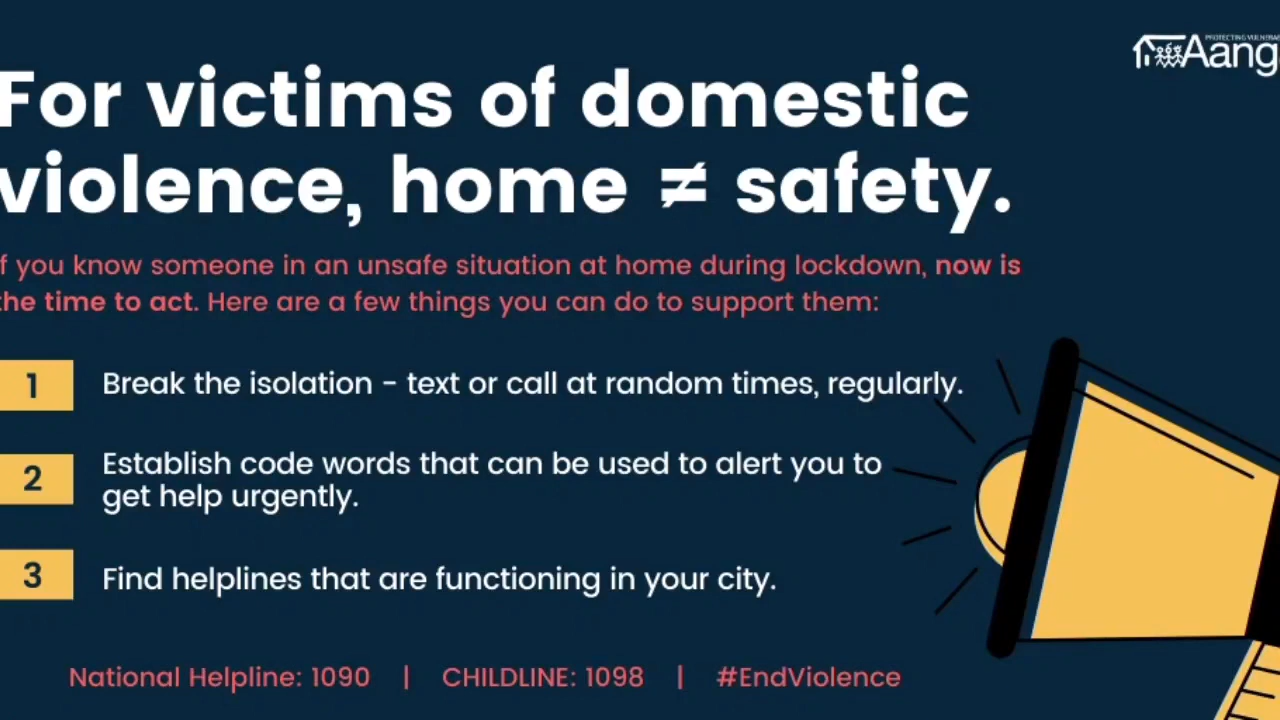 PROTECTING VULNERA
Aang
For victims of domestic
violence, home ≠ safety.
f you know someone in an unsafe situation at home during lockdown, now is
the time to act. Here are a few things you can do to support them:
1
Break the isolation - text or call at random times, regularly.
2
Establish code words that can be used to alert you to
get help urgently.
3
Find helplines that are functioning in your city.
National Helpline: 1090 | CHILDLINE: 1098 | #EndViolence